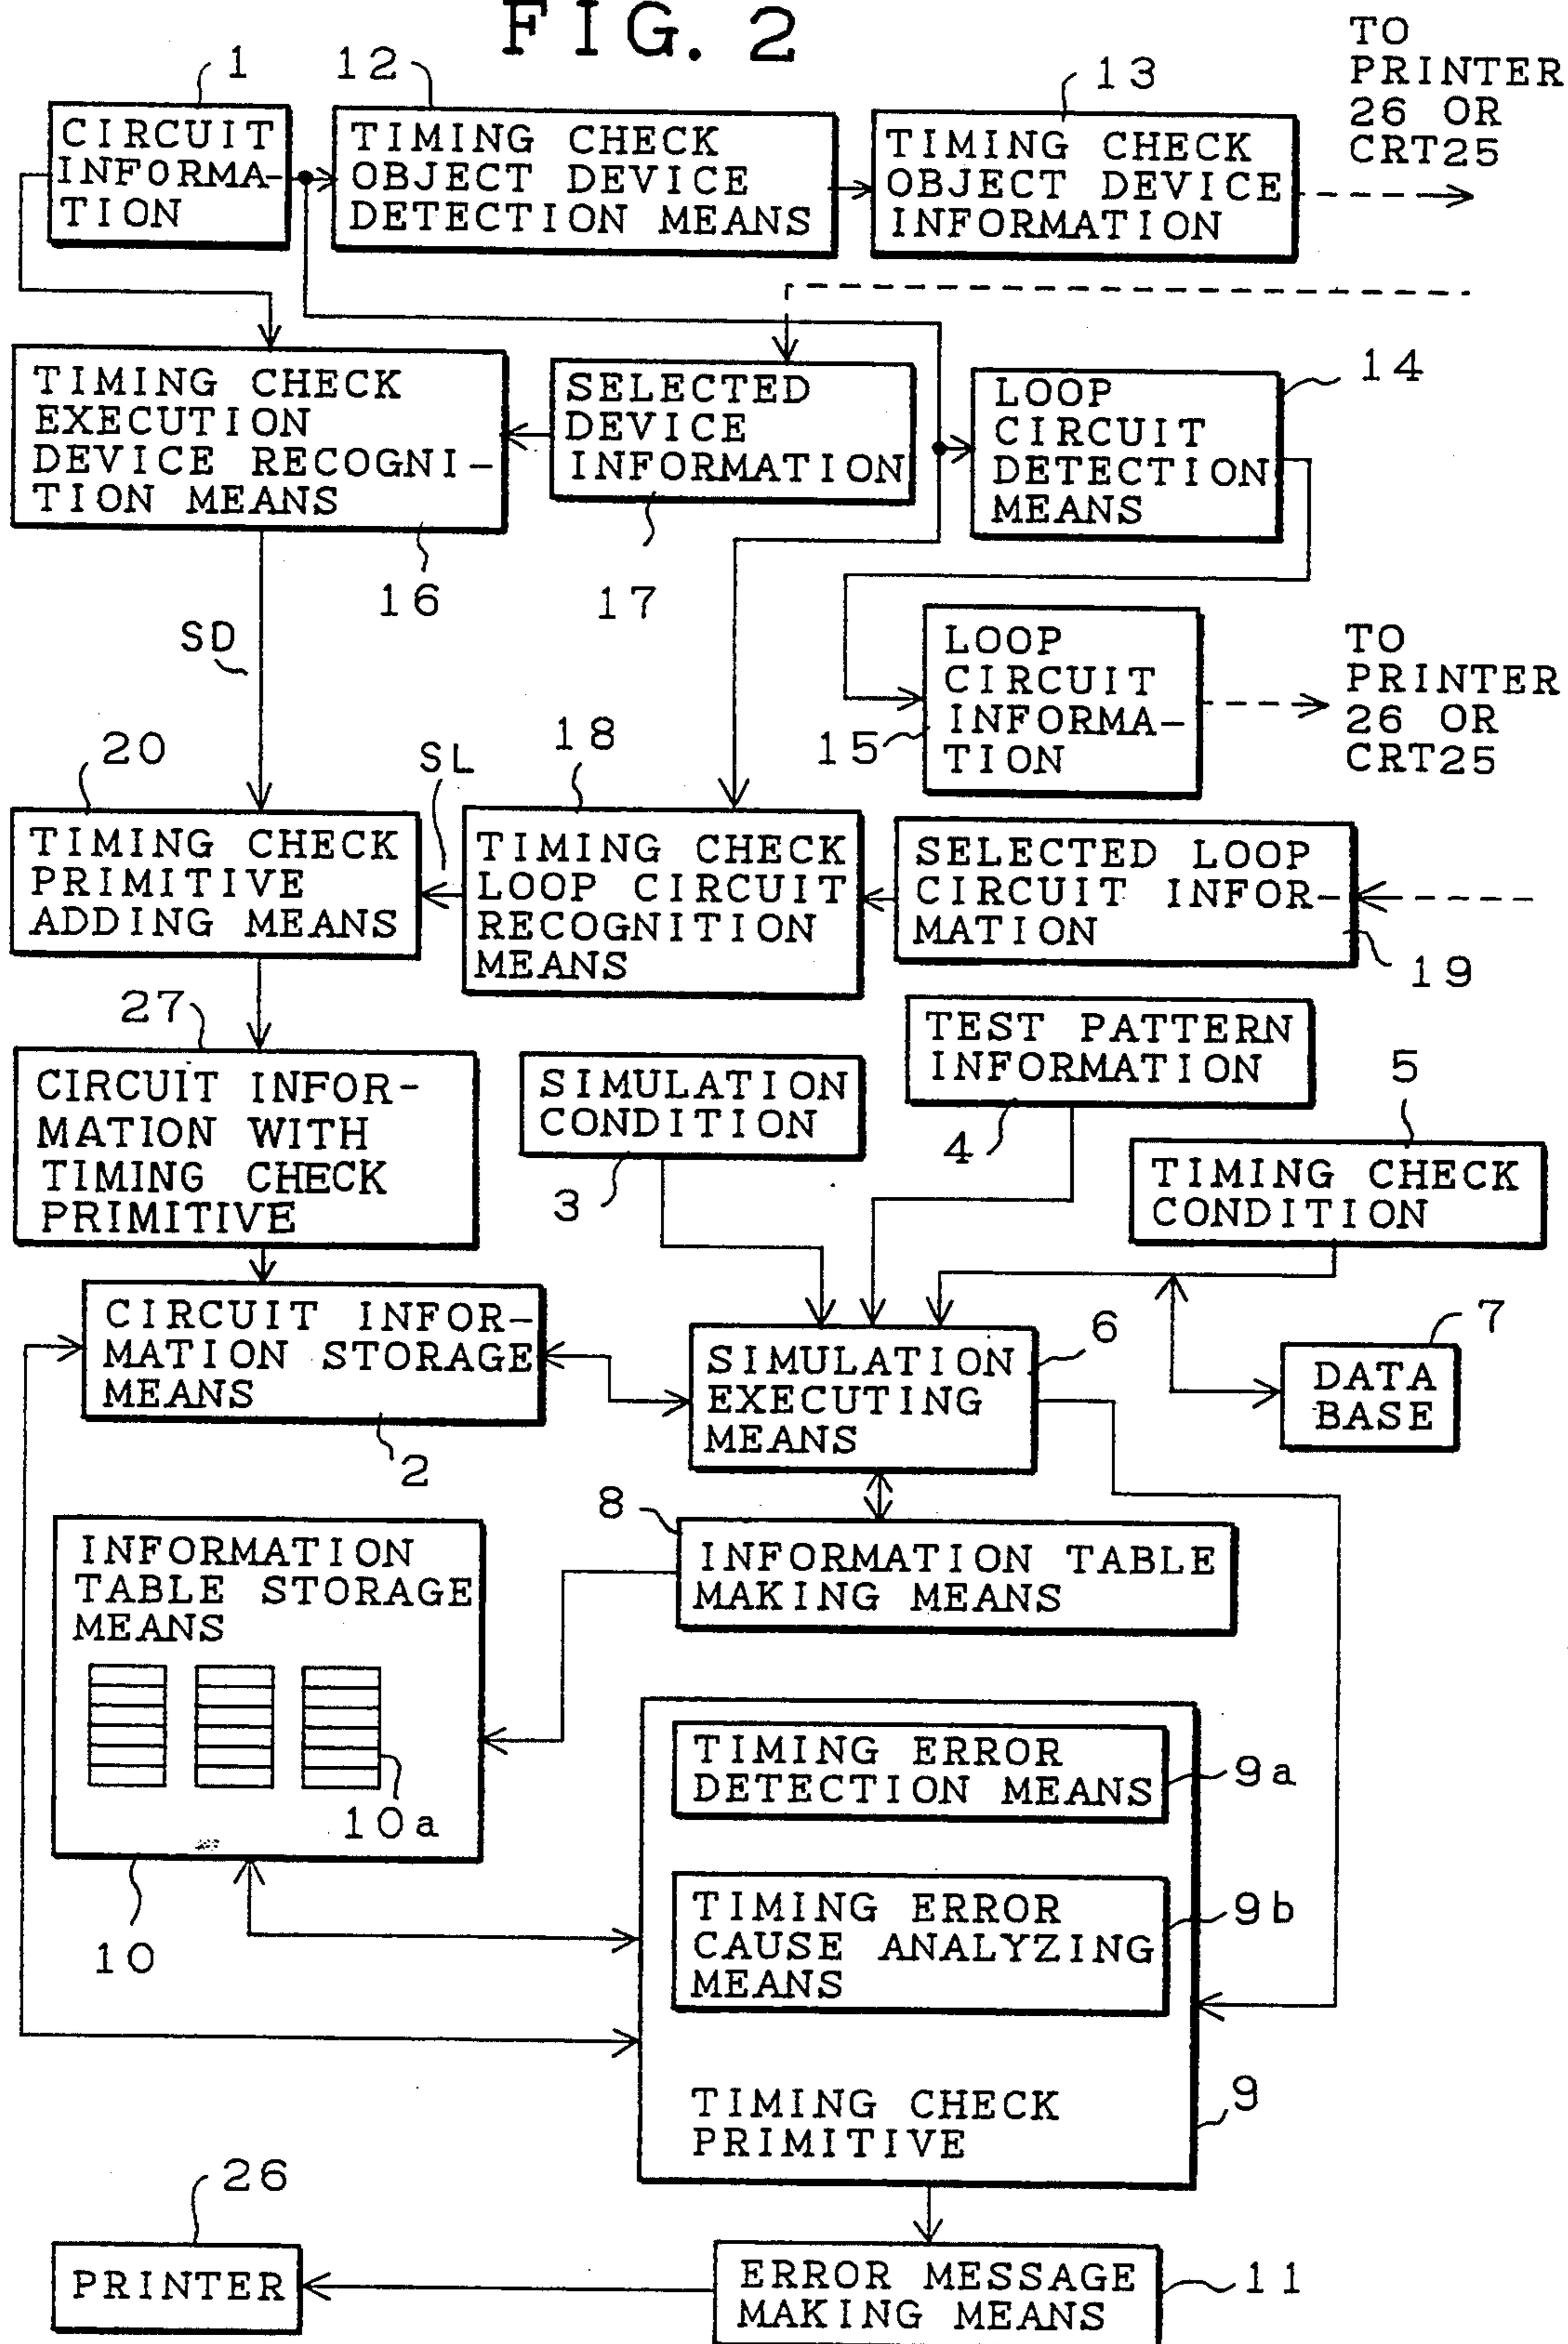 FIG. 2
1
12
13
TO
PRINTER
26 OR
CRT25
CIRCUIT
INFORMA-
TION
TIMING CHECK
OBJECT DEVICE
DETECTION MEANS
TIMING CHECK
OBJECT DEVICE
INFORMATION
TIMING CHECK
EXECUTION
DEVICE RECOGNI-
TION MEANS
16
SELECTED
DEVICE
INFORMATION
17
LOOP
CIRCUIT
DETECTION
MEANS
14
SD
LOOP
CIRCUIT
INFORMA-
TION
15
TO
PRINTER
26 OR
CRT25
20
SL
18
TIMING CHECK
PRIMITIVE
ADDING MEANS
TIMING CHECK
LOOP CIRCUIT
RECOGNITION
MEANS
SELECTED LOOP
CIRCUIT INFOR-
MATION
19
27
CIRCUIT INFOR-
MATION WITH
TIMING CHECK
PRIMITIVE
SIMULATION
CONDITION
3
TEST PATTERN
INFORMATION
4
5
TIMING CHECK
CONDITION
CIRCUIT INFOR-
MATION STORAGE
MEANS
2
SIMULATION
EXECUTING
MEANS
6
7
DATA
BASE
8
INFORMATION TABLE
MAKING MEANS
INFORMATION
TABLE STORAGE
MEANS
10a
10
TIMING ERROR
DETECTION MEANS
9a
TIMING ERROR
CAUSE ANALYZING
MEANS
9b
TIMING CHECK
PRIMITIVE
9
26
PRINTER
ERROR MESSAGE
MAKING MEANS
11